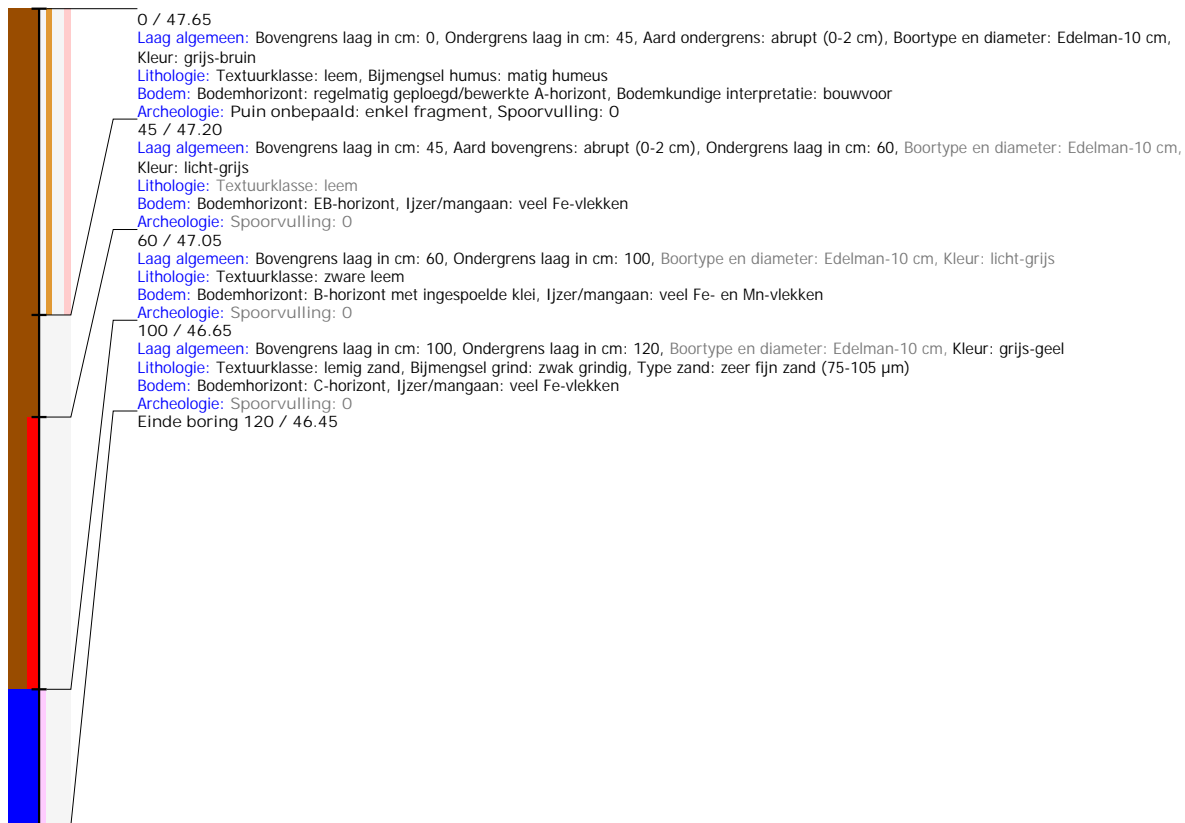 0 / 47.65
Laag algemeen: Bovengrens laag in cm: 0, Ondergrens laag in cm: 45, Aard ondergrens: abrupt (0-2 cm), Boortype en diameter: Edelman-10 cm,
Kleur: grijs-bruin
Lithologie: Textuurklasse: leem, Bijmengsel humus: matig humeus
Bodem: Bodemhorizont: regelmatig geploegd/bewerkte A-horizont, Bodemkundige interpretatie: bouwvoor
Archeologie: Puin onbepaald: enkel fragment, Spoorvulling: 0
45 / 47.20
Laag algemeen: Bovengrens laag in cm: 45, Aard bovengrens: abrupt (0-2 cm), Ondergrens laag in cm: 60, Boortype en diameter: Edelman-10 cm,
Kleur: licht-grijs
Lithologie: Textuurklasse: leem
Bodem: Bodemhorizont: EB-horizont, Ijzer/mangaan: veel Fe-vlekken
Archeologie: Spoorvulling: 0
60 / 47.05
Laag algemeen: Bovengrens laag in cm: 60, Ondergrens laag in cm: 100, Boortype en diameter: Edelman-10 cm, Kleur: licht-grijs
Lithologie: Textuurklasse: zware leem
Bodem: Bodemhorizont: B-horizont met ingespoelde klei, Ijzer/mangaan: veel Fe- en Mn-vlekken
Archeologie: Spoorvulling: 0
100 / 46.65
Laag algemeen: Bovengrens laag in cm: 100, Ondergrens laag in cm: 120, Boortype en diameter: Edelman-10 cm, Kleur: grijs-geel
Lithologie: Textuurklasse: lemig zand, Bijmengsel grind: zwak grindig, Type zand: zeer fijn zand (75-105 µm)
Bodem: Bodemhorizont: C-horizont, Ijzer/mangaan: veel Fe-vlekken
Archeologie: Spoorvulling: 0
Einde boring 120 / 46.45